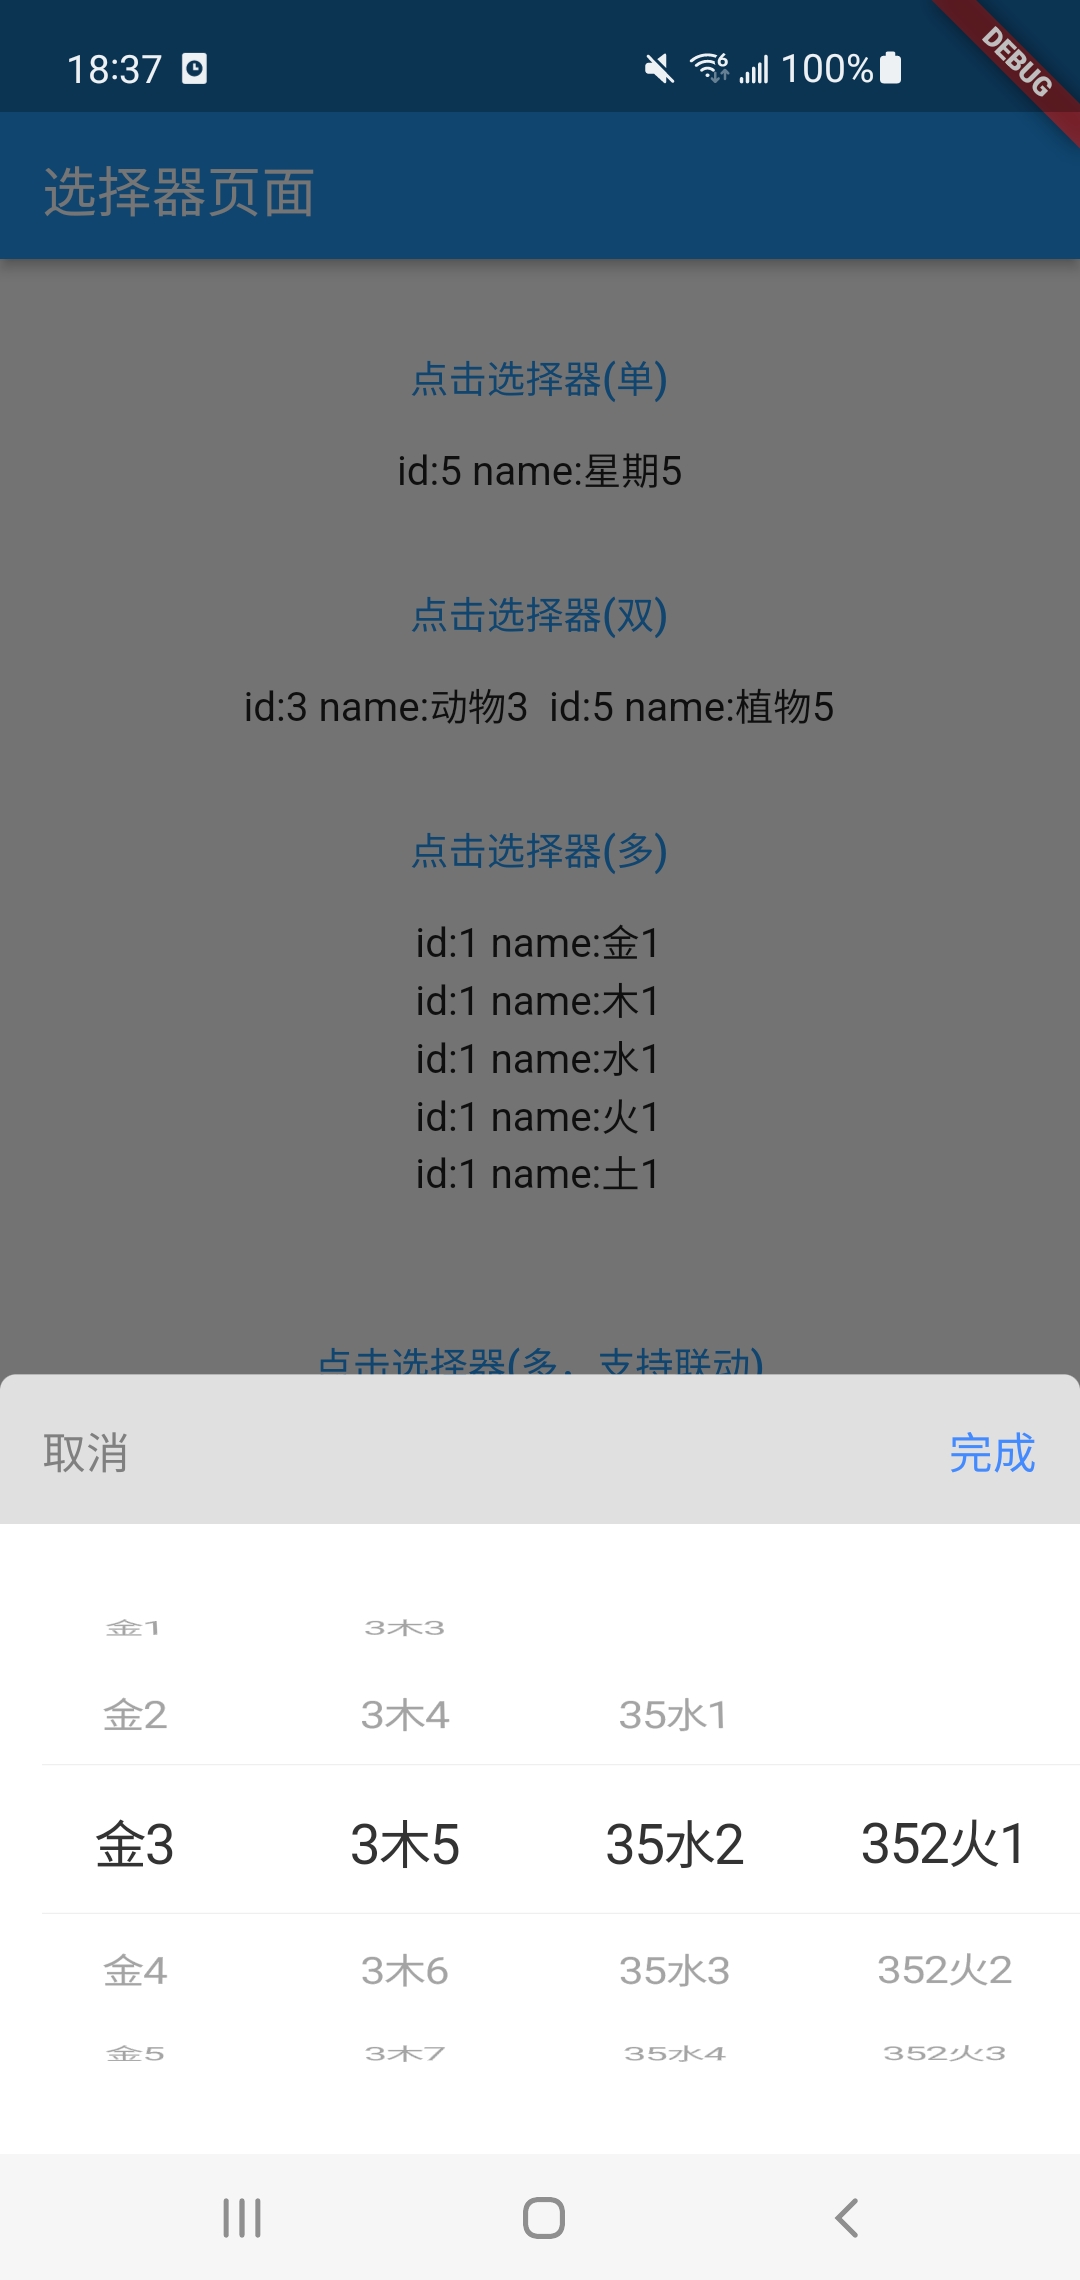 18:37 6 100%
DEBUG
选择器页面
点击选择器(单)
id:5 name:星期5
点击选择器(双)
id:3 name:动物3 id:5 name:植物5
点击选择器(多)
id:1 name:金1
id:1 name:木1
id:1 name:水1
id:1 name:火1
id:1 name:土1
点击选择器(多、支持联动)
取消 完成
金1 3木3
金2 3木4 35水1
金3 3木5 35水2 352火1
金4 3木6 35水3 352火2
金5 3木7 35水4 352火3